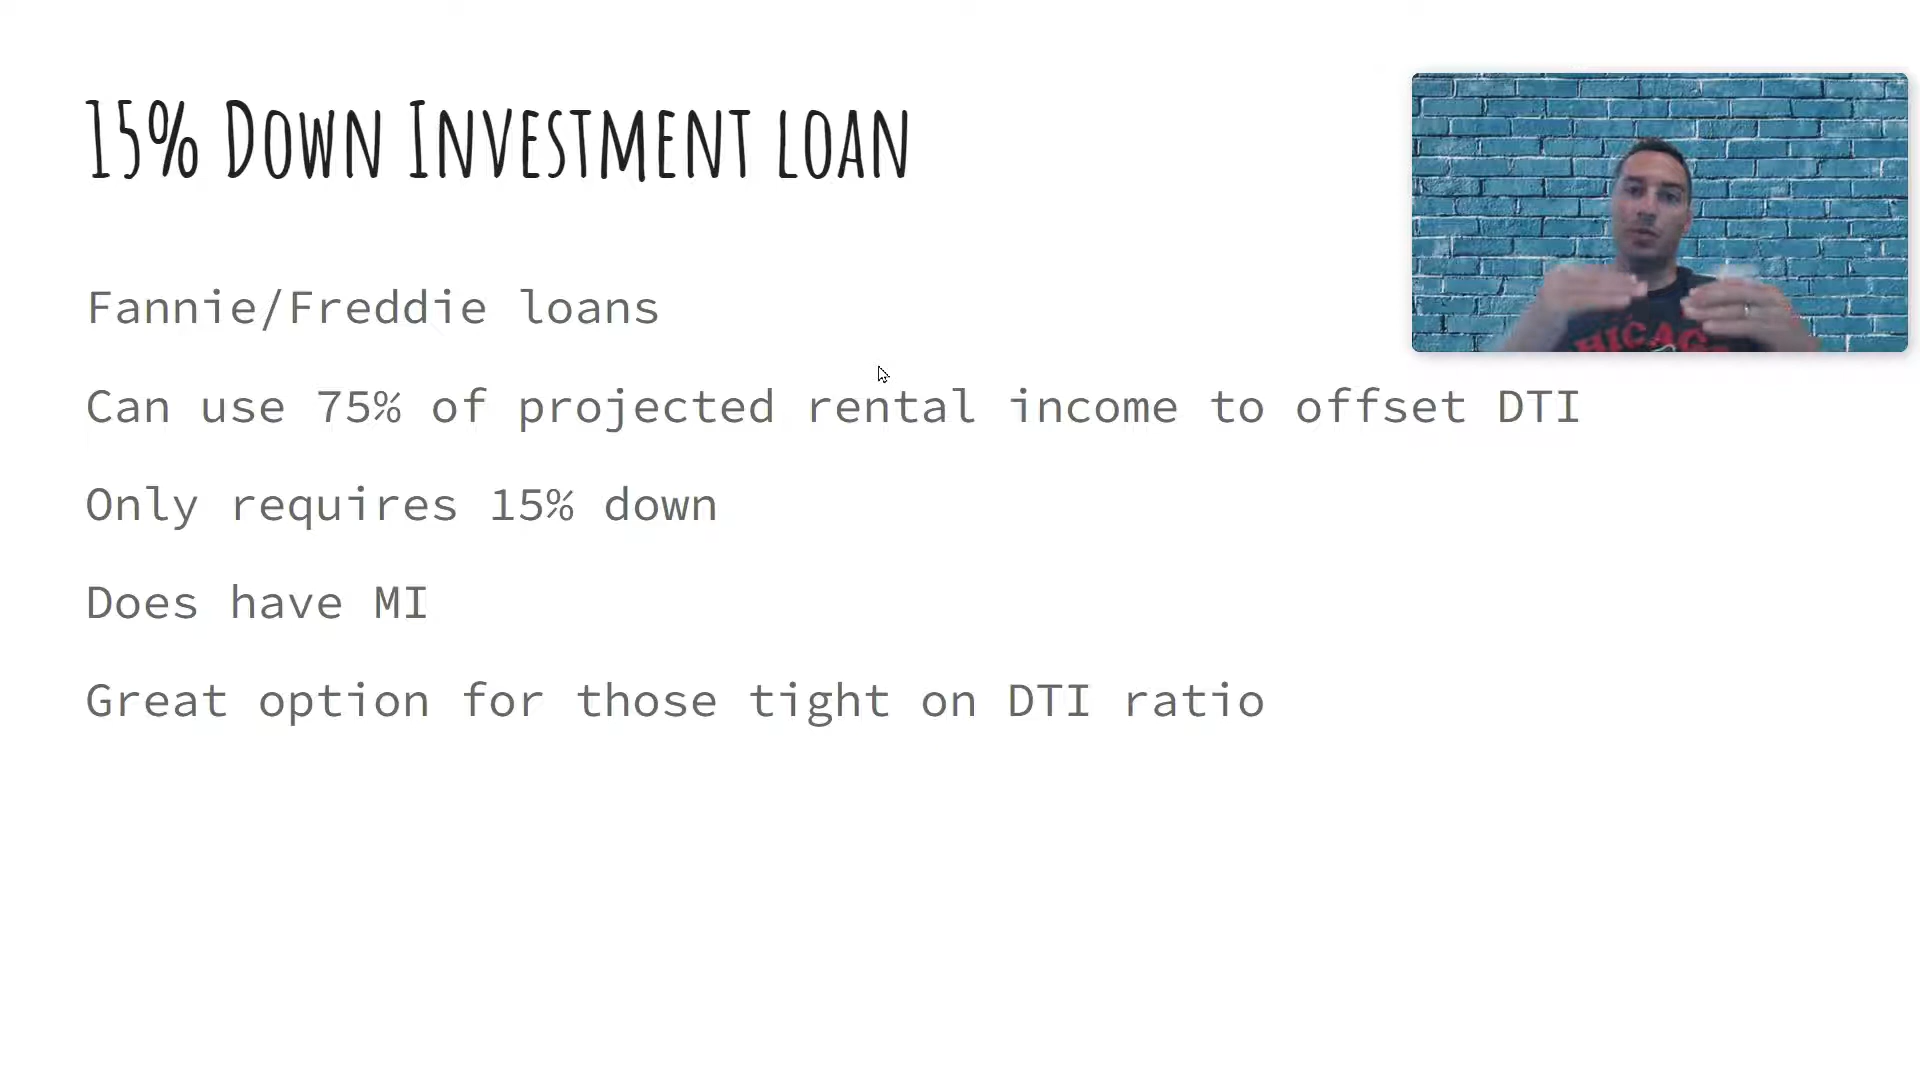 15% Down Investment loan
Fannie/Freddie loans
Can use 75% of projected rental income to offset DTI
Only requires 15% down
Does have MI
Great option for those tight on DTI ratio